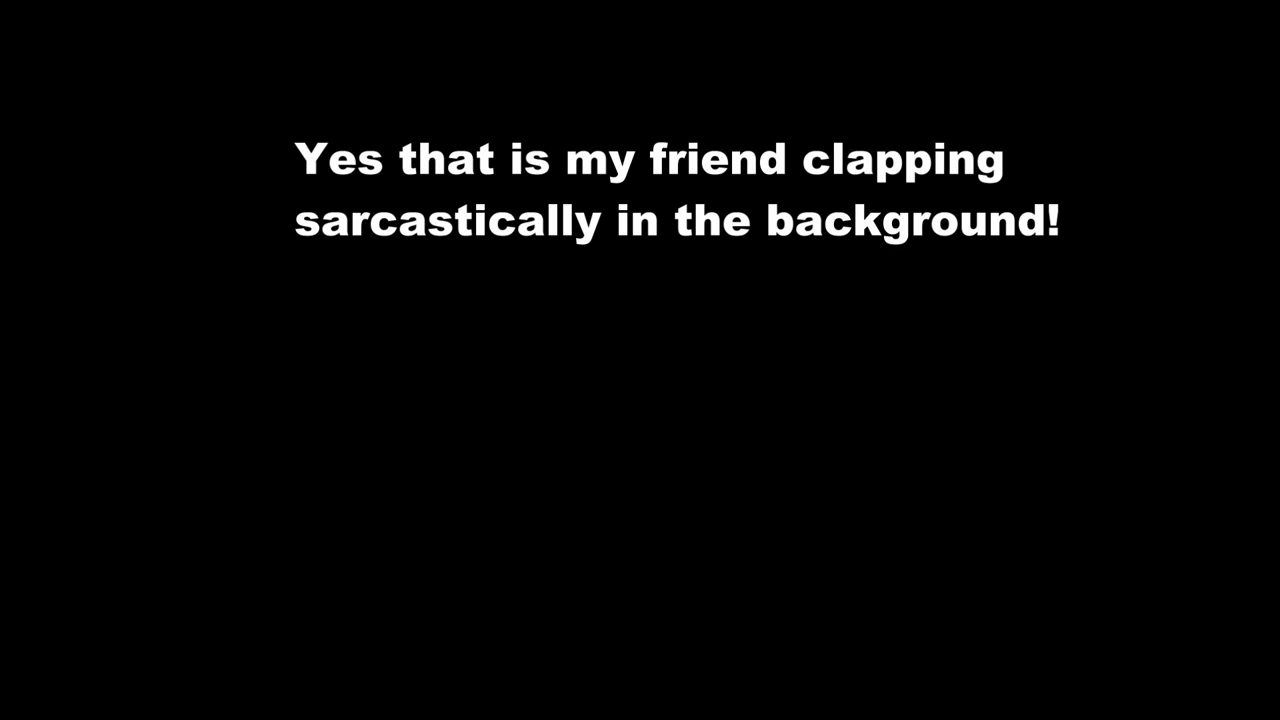 Yes that is my friend clapping
sarcastically in the background!